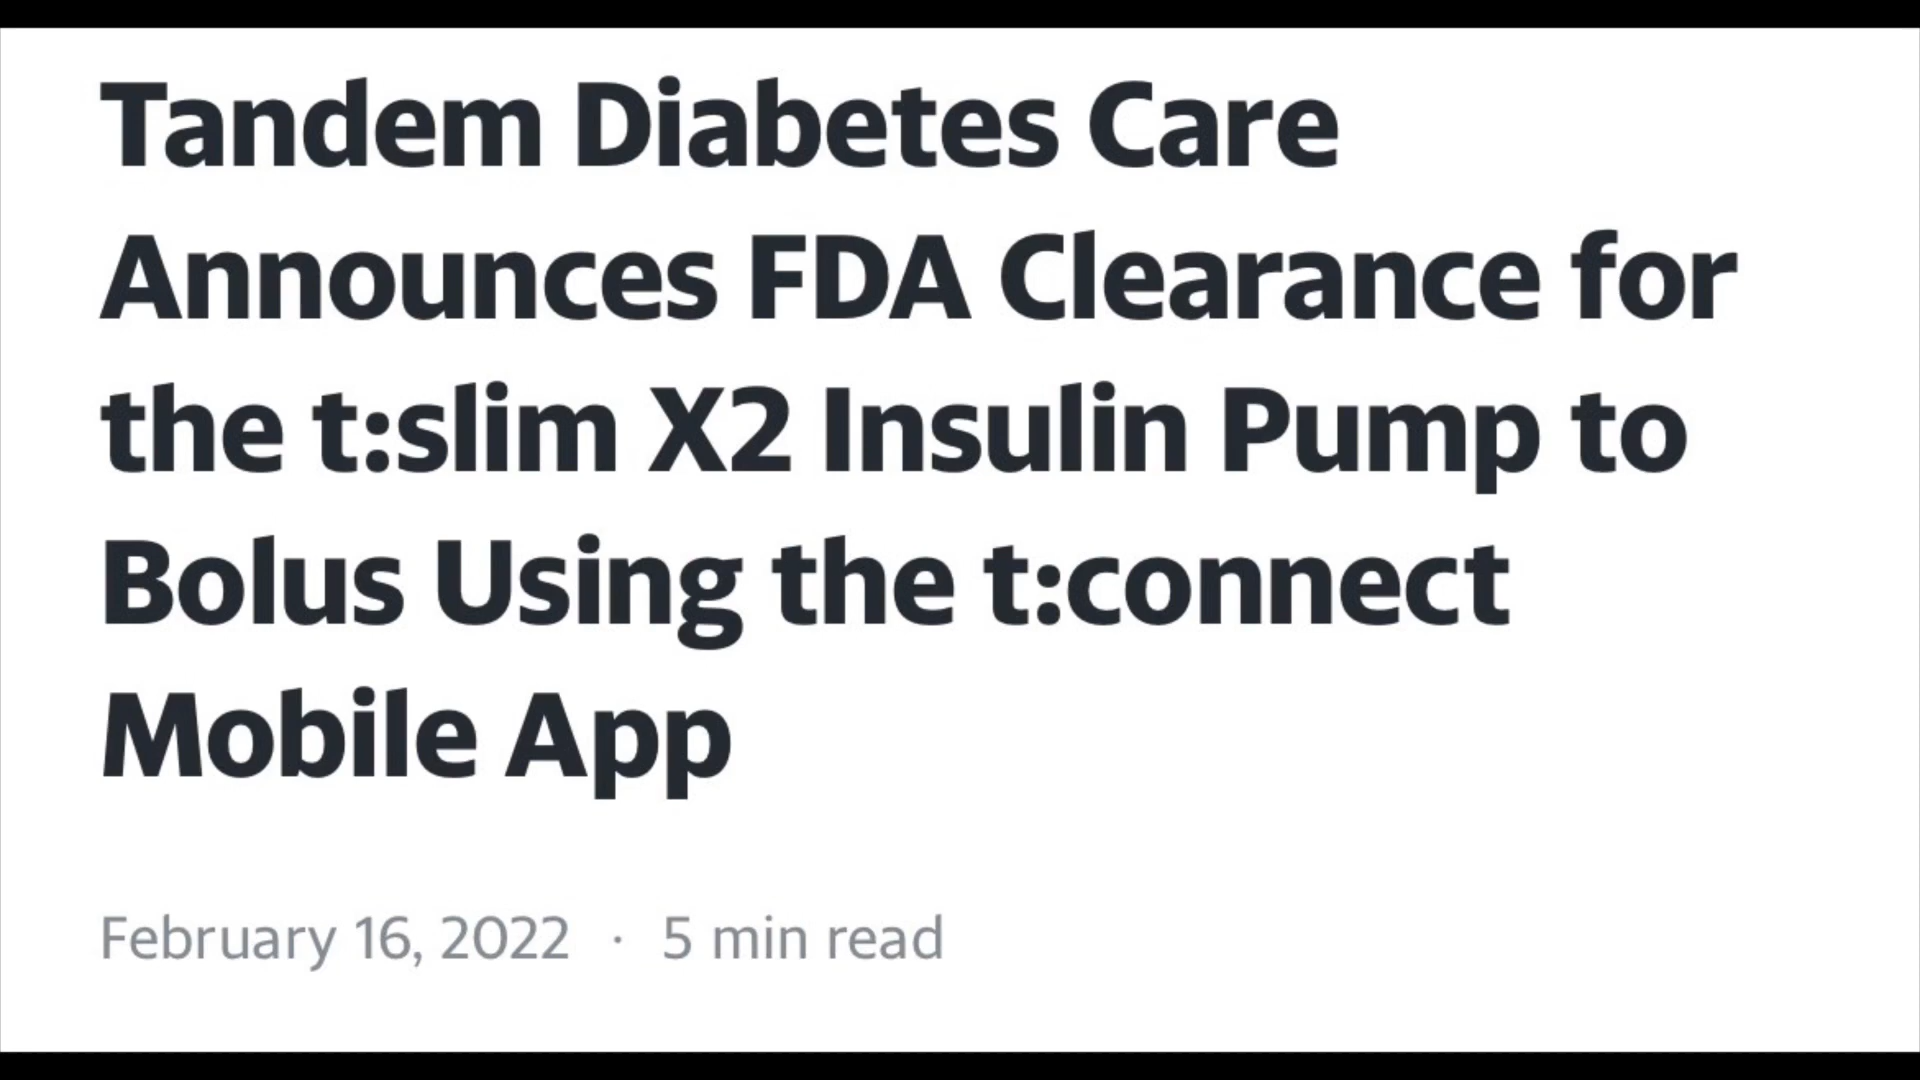 Tandem Diabetes Care
Announces FDA Clearance for
the t:slim X2 Insulin Pump to
Bolus Using the t:connect
Mobile App
February 16, 2022 · 5 min read